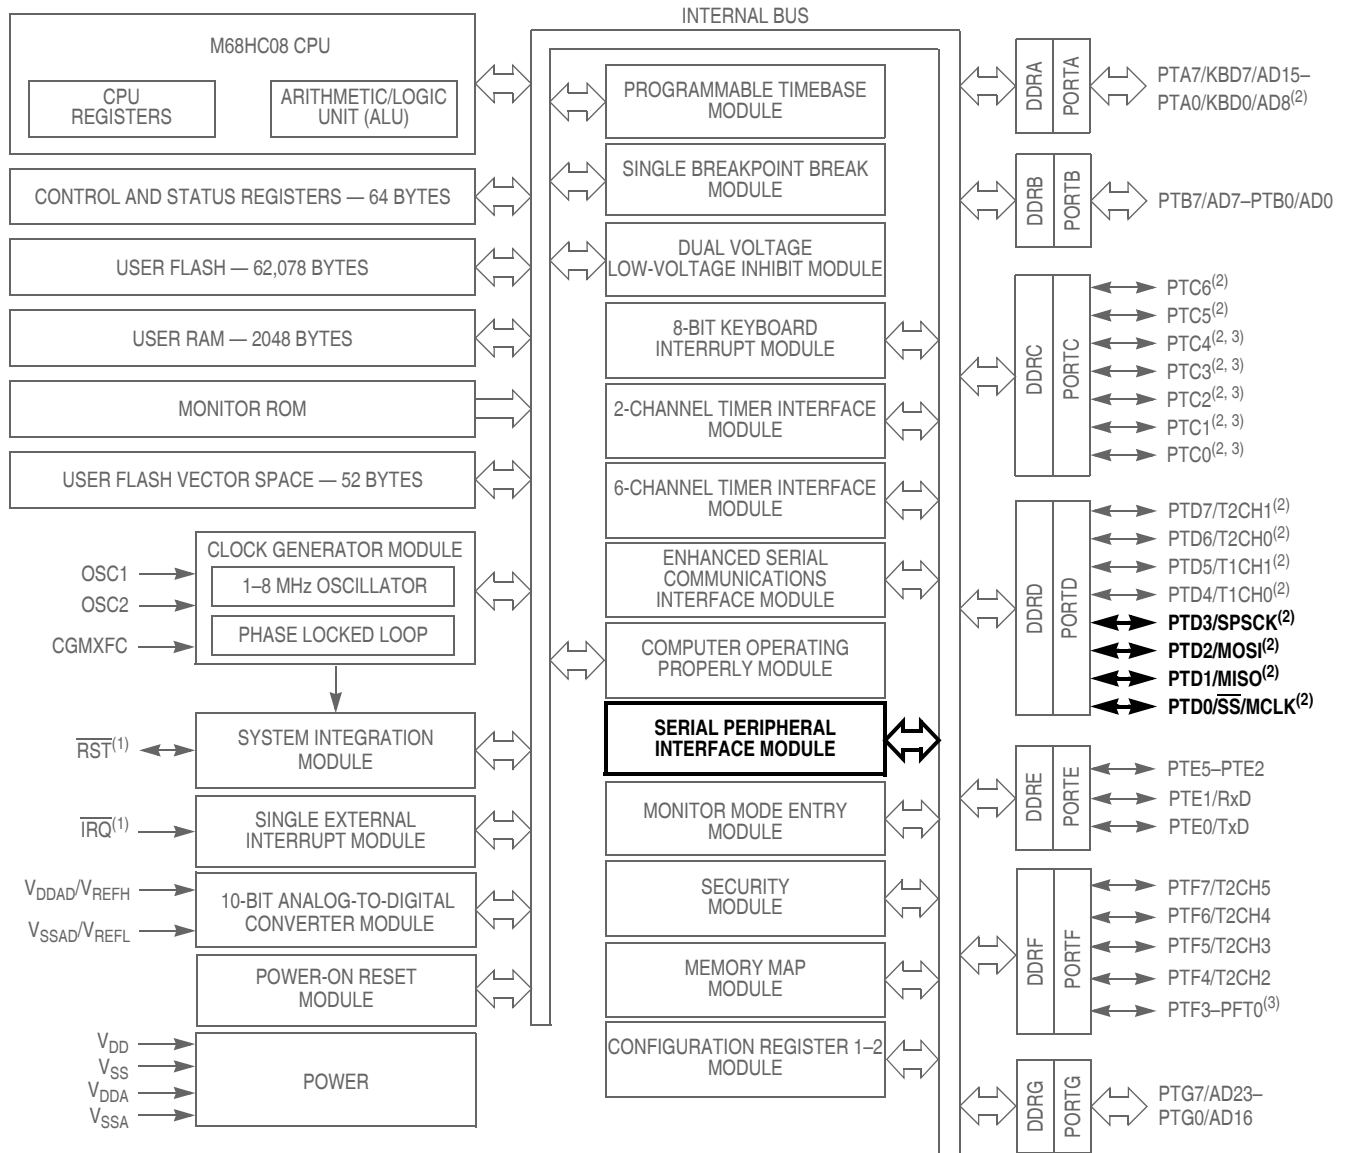 INTERNAL BUS
M68HC08 CPU
CPU
REGISTERS
ARITHMETIC/LOGIC
UNIT (ALU)
CONTROL AND STATUS REGISTERS — 64 BYTES
USER FLASH — 62,078 BYTES
USER RAM — 2048 BYTES
MONITOR ROM
USER FLASH VECTOR SPACE — 52 BYTES
CLOCK GENERATOR MODULE
1–8 MHz OSCILLATOR
PHASE LOCKED LOOP
OSC1
OSC2
CGMXFC
SYSTEM INTEGRATION
MODULE
RST(1)
SINGLE EXTERNAL
INTERRUPT MODULE
IRQ(1)
10-BIT ANALOG-TO-DIGITAL
CONVERTER MODULE
VDDAD/VREFH
VSSAD/VREFL
POWER-ON RESET
MODULE
POWER
VDD
VSS
VDDA
VSSA
PROGRAMMABLE TIMEBASE
MODULE
SINGLE BREAKPOINT BREAK
MODULE
DUAL VOLTAGE
LOW-VOLTAGE INHIBIT MODULE
8-BIT KEYBOARD
INTERRUPT MODULE
2-CHANNEL TIMER INTERFACE
MODULE
6-CHANNEL TIMER INTERFACE
MODULE
ENHANCED SERIAL
COMMUNICATIONS
INTERFACE MODULE
COMPUTER OPERATING
PROPERLY MODULE
SERIAL PERIPHERAL
INTERFACE MODULE
MONITOR MODE ENTRY
MODULE
SECURITY
MODULE
MEMORY MAP
MODULE
CONFIGURATION REGISTER 1–2
MODULE
DDRA
PORTA
PTA7/KBD7/AD15–
PTA0/KBD0/AD8(2)
DDRB
PORTB
PTB7/AD7–PTB0/AD0
DDRC
PORTC
PTC6(2)
PTC5(2)
PTC4(2, 3)
PTC3(2, 3)
PTC2(2, 3)
PTC1(2, 3)
PTC0(2, 3)
DDRD
PORTD
PTD7/T2CH1(2)
PTD6/T2CH0(2)
PTD5/T1CH1(2)
PTD4/T1CH0(2)
PTD3/SPSCK(2)
PTD2/MOSI(2)
PTD1/MISO(2)
PTD0/SS/MCLK(2)
DDRE
PORTE
PTE5–PTE2
PTE1/RxD
PTE0/TxD
DDRF
PORTF
PTF7/T2CH5
PTF6/T2CH4
PTF5/T2CH3
PTF4/T2CH2
PTF3–PFT0(3)
DDRG
PORTG
PTG7/AD23–
PTG0/AD16